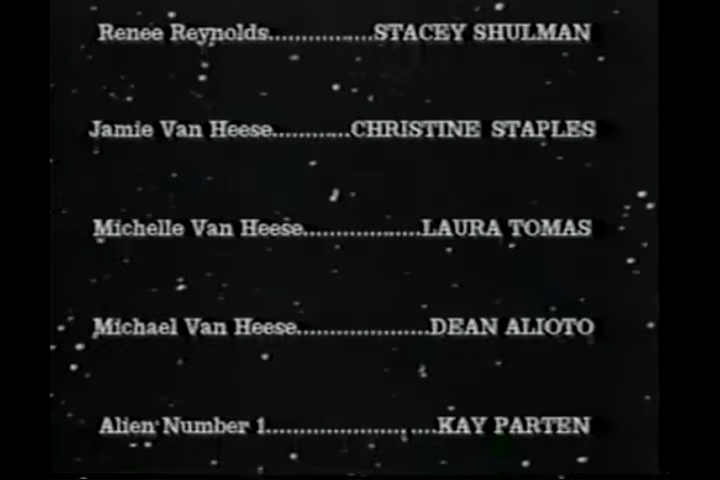 Renee Reynolds...............STACEY SHULMAN
Jamie Van Heese............CHRISTINE STAPLES
Michelle Van Heese..................LAURA TOMAS
Michael Van Heese....................DEAN ALIOTO
Alien Number 1.........................KAY PARTEN